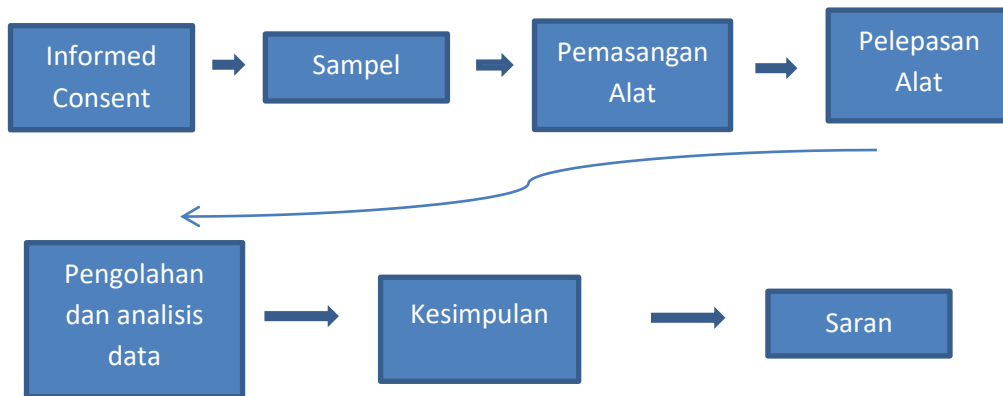 Informed
Consent
Sampel
Pemasangan
Alat
Pelepasan
Alat
Pengolahan
dan analisis
data
Kesimpulan
Saran